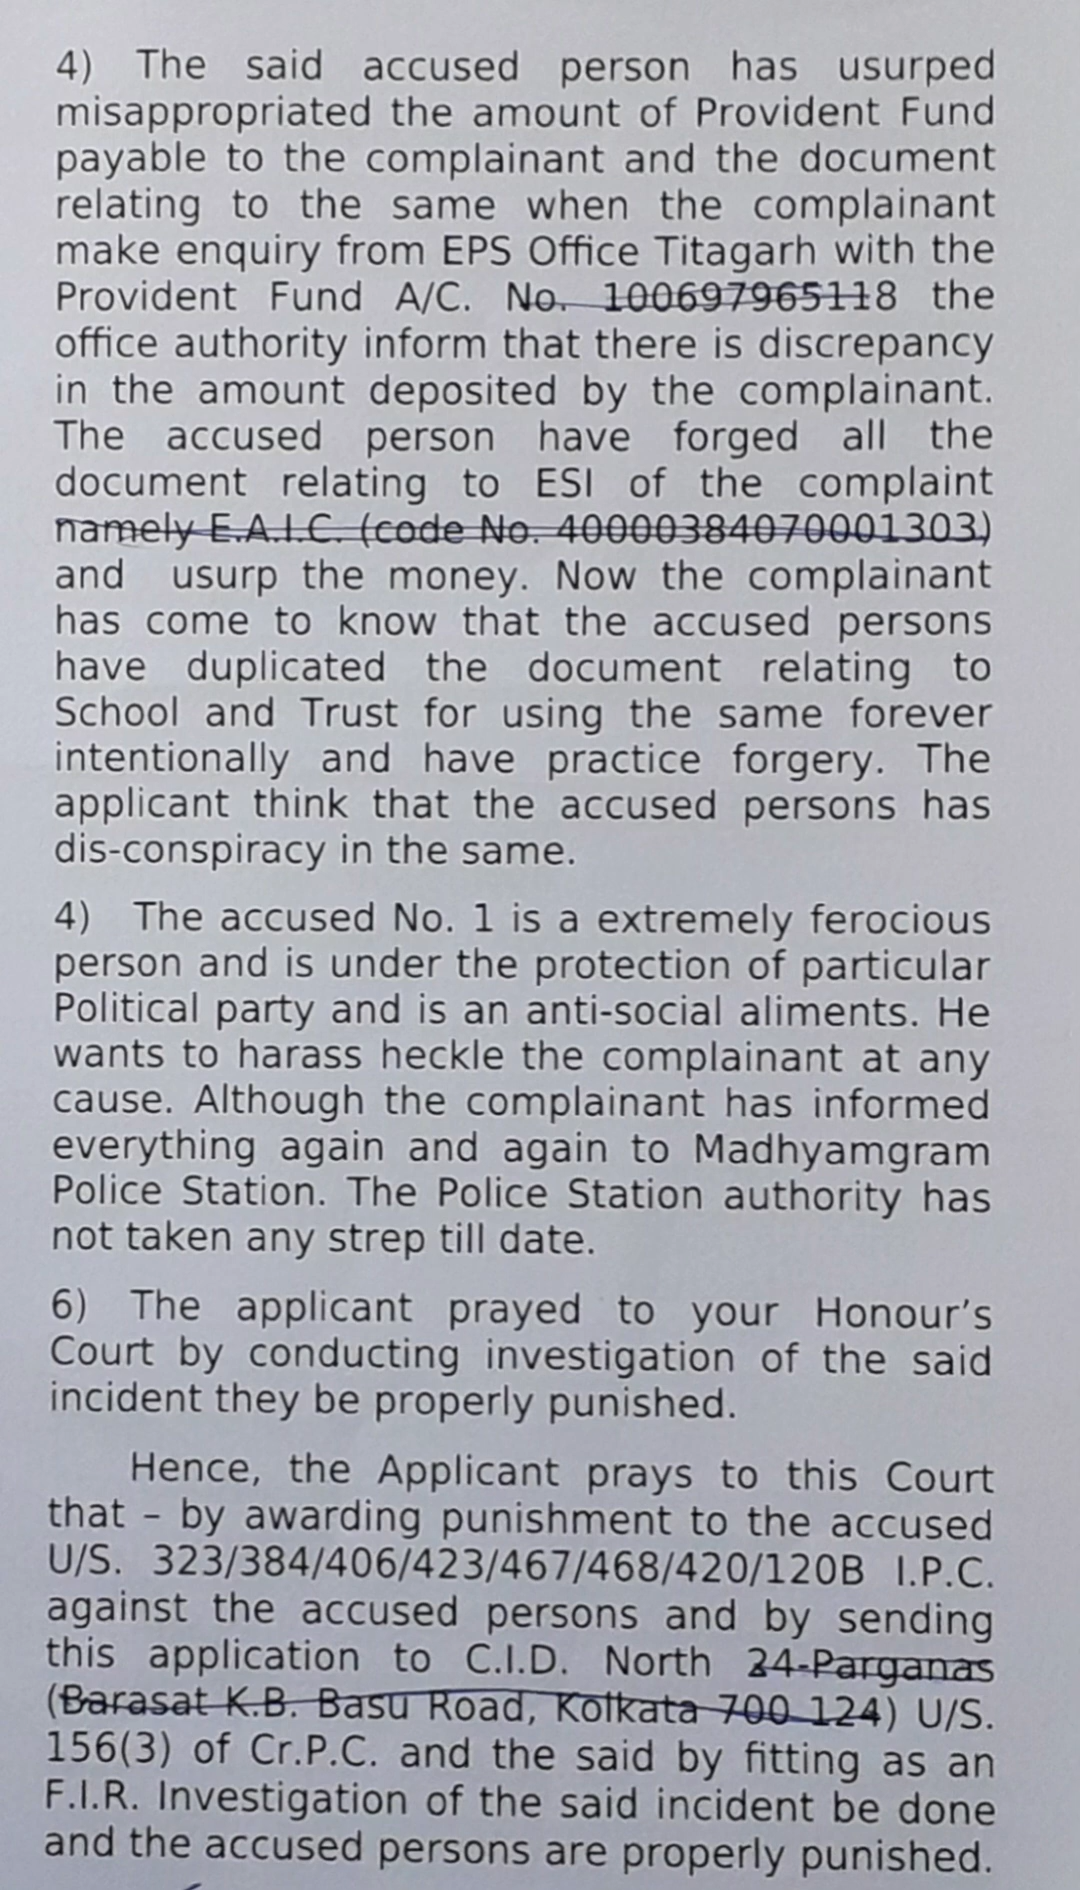 4) The said accused person has usurped
misappropriated the amount of Provident Fund
payable to the complainant and the document
relating to the same when the complainant
make enquiry from EPS Office Titagarh with the
Provident Fund A/C. No. 100697965118 the
office authority inform that there is discrepancy
in the amount deposited by the complainant.
The accused person have forged all the
document relating to ESI of the complaint
namely E.A.I.C. (code No. 40000384070001303)
and usurp the money. Now the complainant
has come to know that the accused persons
have duplicated the document relating to
School and Trust for using the same forever
intentionally and have practice forgery. The
applicant think that the accused persons has
dis-conspiracy in the same.
4) The accused No. 1 is a extremely ferocious
person and is under the protection of particular
Political party and is an anti-social aliments. He
wants to harass heckle the complainant at any
cause. Although the complainant has informed
everything again and again to Madhyamgram
Police Station. The Police Station authority has
not taken any strep till date.
6) The applicant prayed to your Honour's
Court by conducting investigation of the said
incident they be properly punished.
Hence, the Applicant prays to this Court
that – by awarding punishment to the accused
U/S. 323/384/406/423/467/468/420/120B I.P.C.
against the accused persons and by sending
this application to C.I.D. North 24-Parganas
(Barasat K.B. Basu Road, Kolkata 700 124) U/S.
156(3) of Cr.P.C. and the said by fitting as an
F.I.R. Investigation of the said incident be done
and the accused persons are properly punished.